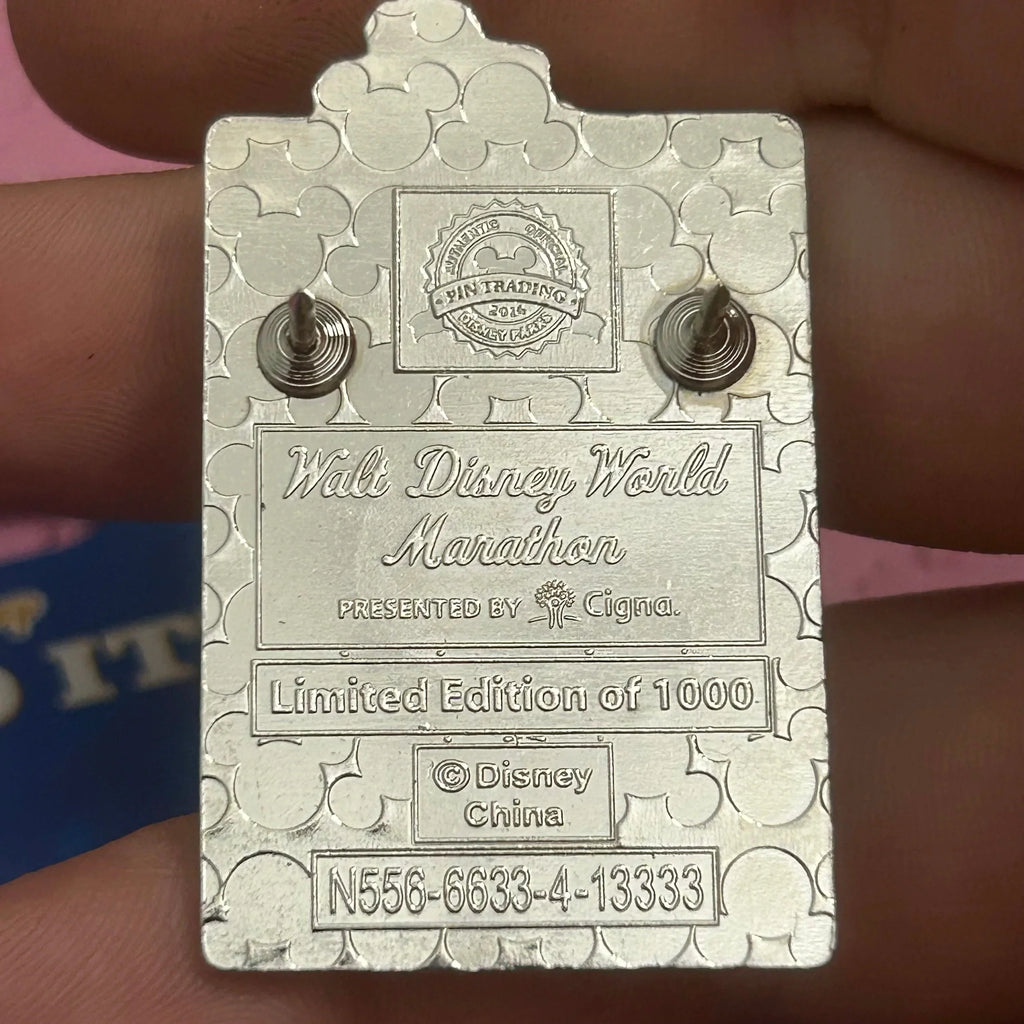 AUTHENTIC OFFICIAL
PIN TRADING
2014
DISNEY PARKS
Walt Disney World
Marathon
PRESENTED BY Cigna.
Limited Edition of 1000
© Disney
China
N556-6633-4-13333
IT